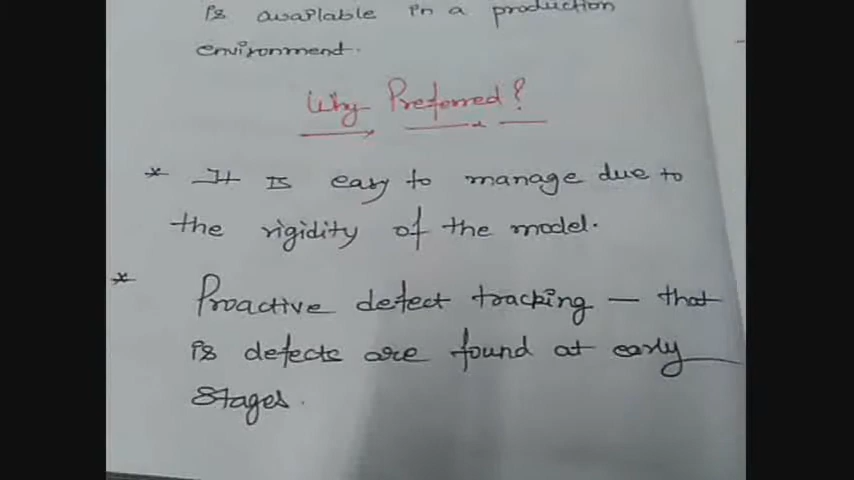 is available in a production
environment.
Why Preferred?
* It is easy to manage due to
the rigidity of the model.
* Proactive defect tracking — that
is defects are found at early
stages.